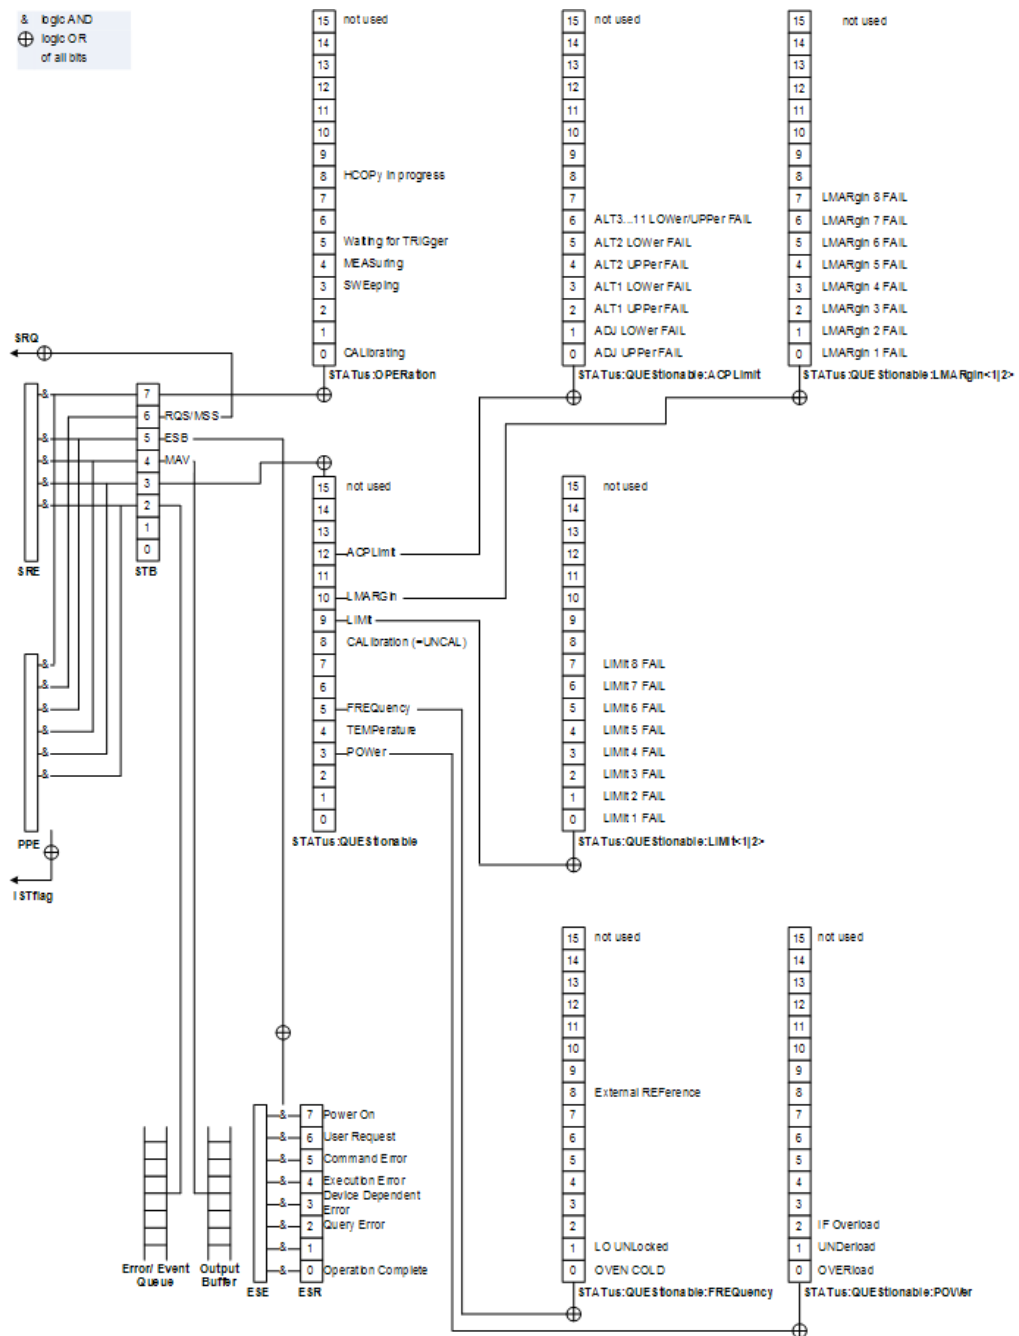 & logic AND
⊕ logic OR
of all bits
15 not used
14
13
12
11
10
9
8 HCOPy in progress
7
6
5 Waiting for TRIGger
4 MEASuring
3 SWEeping
2
1
0 CALibrating
STATus:OPERation
15 not used
14
13
12
11
10
9
8
7
6 ALT3...11 LOWer/UPPer FAIL
5 ALT2 LOWer FAIL
4 ALT2 UPPer FAIL
3 ALT1 LOWer FAIL
2 ALT1 UPPer FAIL
1 ADJ LOWer FAIL
0 ADJ UPPer FAIL
STATus:QUEStionable:ACPLimit
15 not used
14
13
12
11
10
9
8
7 LMARgin 8 FAIL
6 LMARgin 7 FAIL
5 LMARgin 6 FAIL
4 LMARgin 5 FAIL
3 LMARgin 4 FAIL
2 LMARgin 3 FAIL
1 LMARgin 2 FAIL
0 LMARgin 1 FAIL
STATus:QUEStionable:LMARgin<1|2>
SRQ
& 7
& 6 RQS/MSS
& 5 ESB
& 4 MAV
& 3
& 2
1
0
SRE
STB
&
&
&
&
&
&
PPE
ISTflag
15 not used
14
13
12 ACPLimit
11
10 LMARGin
9 LIMit
8 CALibration (=UNCAL)
7
6
5 FREQuency
4 TEMPerature
3 POWer
2
1
0
STATus:QUEStionable
15 not used
14
13
12
11
10
9
8
7 LIMit 8 FAIL
6 LIMit 7 FAIL
5 LIMit 6 FAIL
4 LIMit 5 FAIL
3 LIMit 4 FAIL
2 LIMit 3 FAIL
1 LIMit 2 FAIL
0 LIMit 1 FAIL
STATus:QUEStionable:LIMit<1|2>
15 not used
14
13
12
11
10
9
8 External REFerence
7
6
5
4
3
2
1 LO UNLocked
0 OVEN COLD
STATus:QUEStionable:FREQuency
15 not used
14
13
12
11
10
9
8
7
6
5
4
3
2 IF Overload
1 UNDerload
0 OVERload
STATus:QUEStionable:POWer
Error/ Event
Queue
Output
Buffer
& 7 Power On
& 6 User Request
& 5 Command Error
& 4 Execution Error
& 3 Device Dependent
Error
& 2 Query Error
& 1
& 0 Operation Complete
ESE
ESR